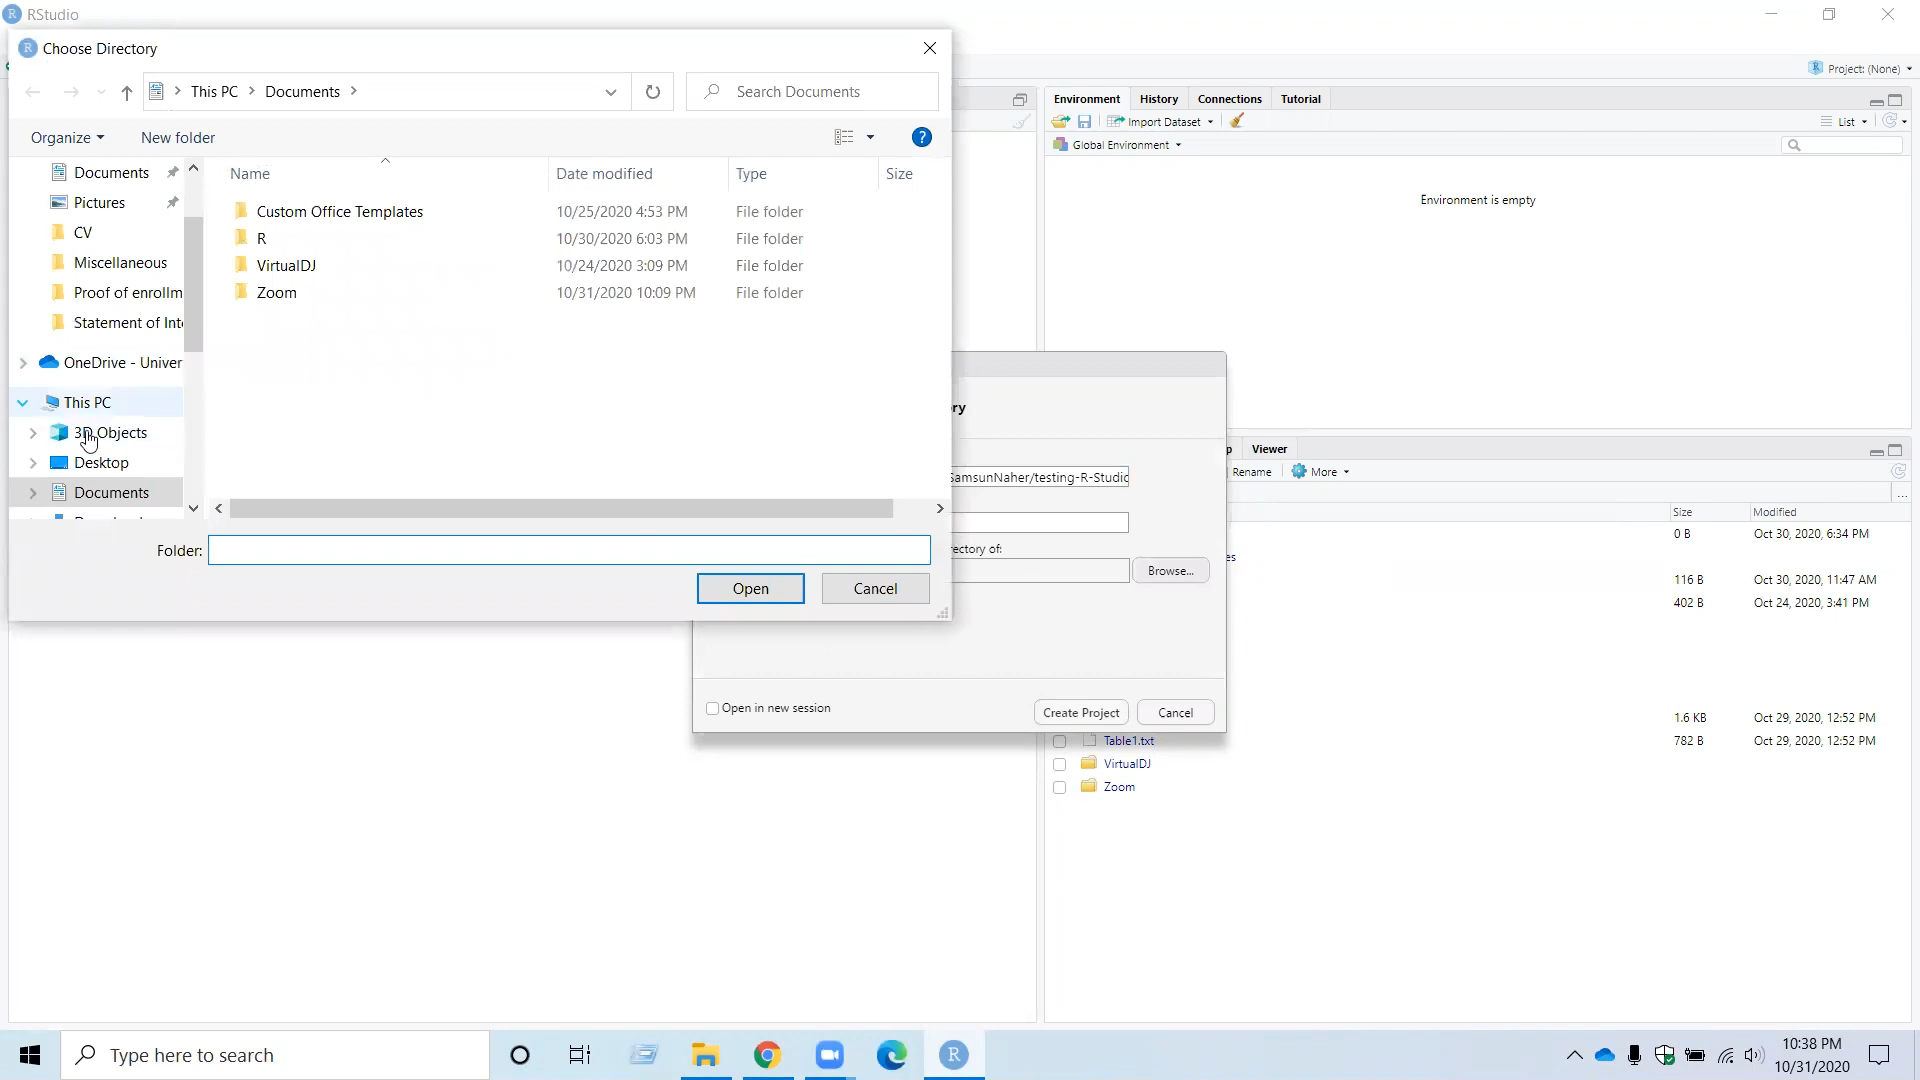 RStudio
Choose Directory
This PC > Documents >
Search Documents
Organize
New folder
Name
Date modified
Type
Size
Documents
Pictures
CV
Miscellaneous
Proof of enrollm
Statement of Int
OneDrive - Univer
This PC
3D Objects
Desktop
Documents
Custom Office Templates 10/25/2020 4:53 PM File folder
R 10/30/2020 6:03 PM File folder
VirtualDJ 10/24/2020 3:09 PM File folder
Zoom 10/31/2020 10:09 PM File folder
Folder:
Open
Cancel
Project: (None)
Environment
History
Connections
Tutorial
Import Dataset
List
Global Environment
Environment is empty
ry
SamsunNaher/testing-R-Studio
ectory of:
Browse...
Open in new session
Create Project
Cancel
p
Viewer
Rename
More
...
Size
Modified
0 B Oct 30, 2020, 6:34 PM
es
116 B Oct 30, 2020, 11:47 AM
402 B Oct 24, 2020, 3:41 PM
1.6 KB Oct 29, 2020, 12:52 PM
Table1.txt 782 B Oct 29, 2020, 12:52 PM
VirtualDJ
Zoom
Type here to search
10:38 PM
10/31/2020